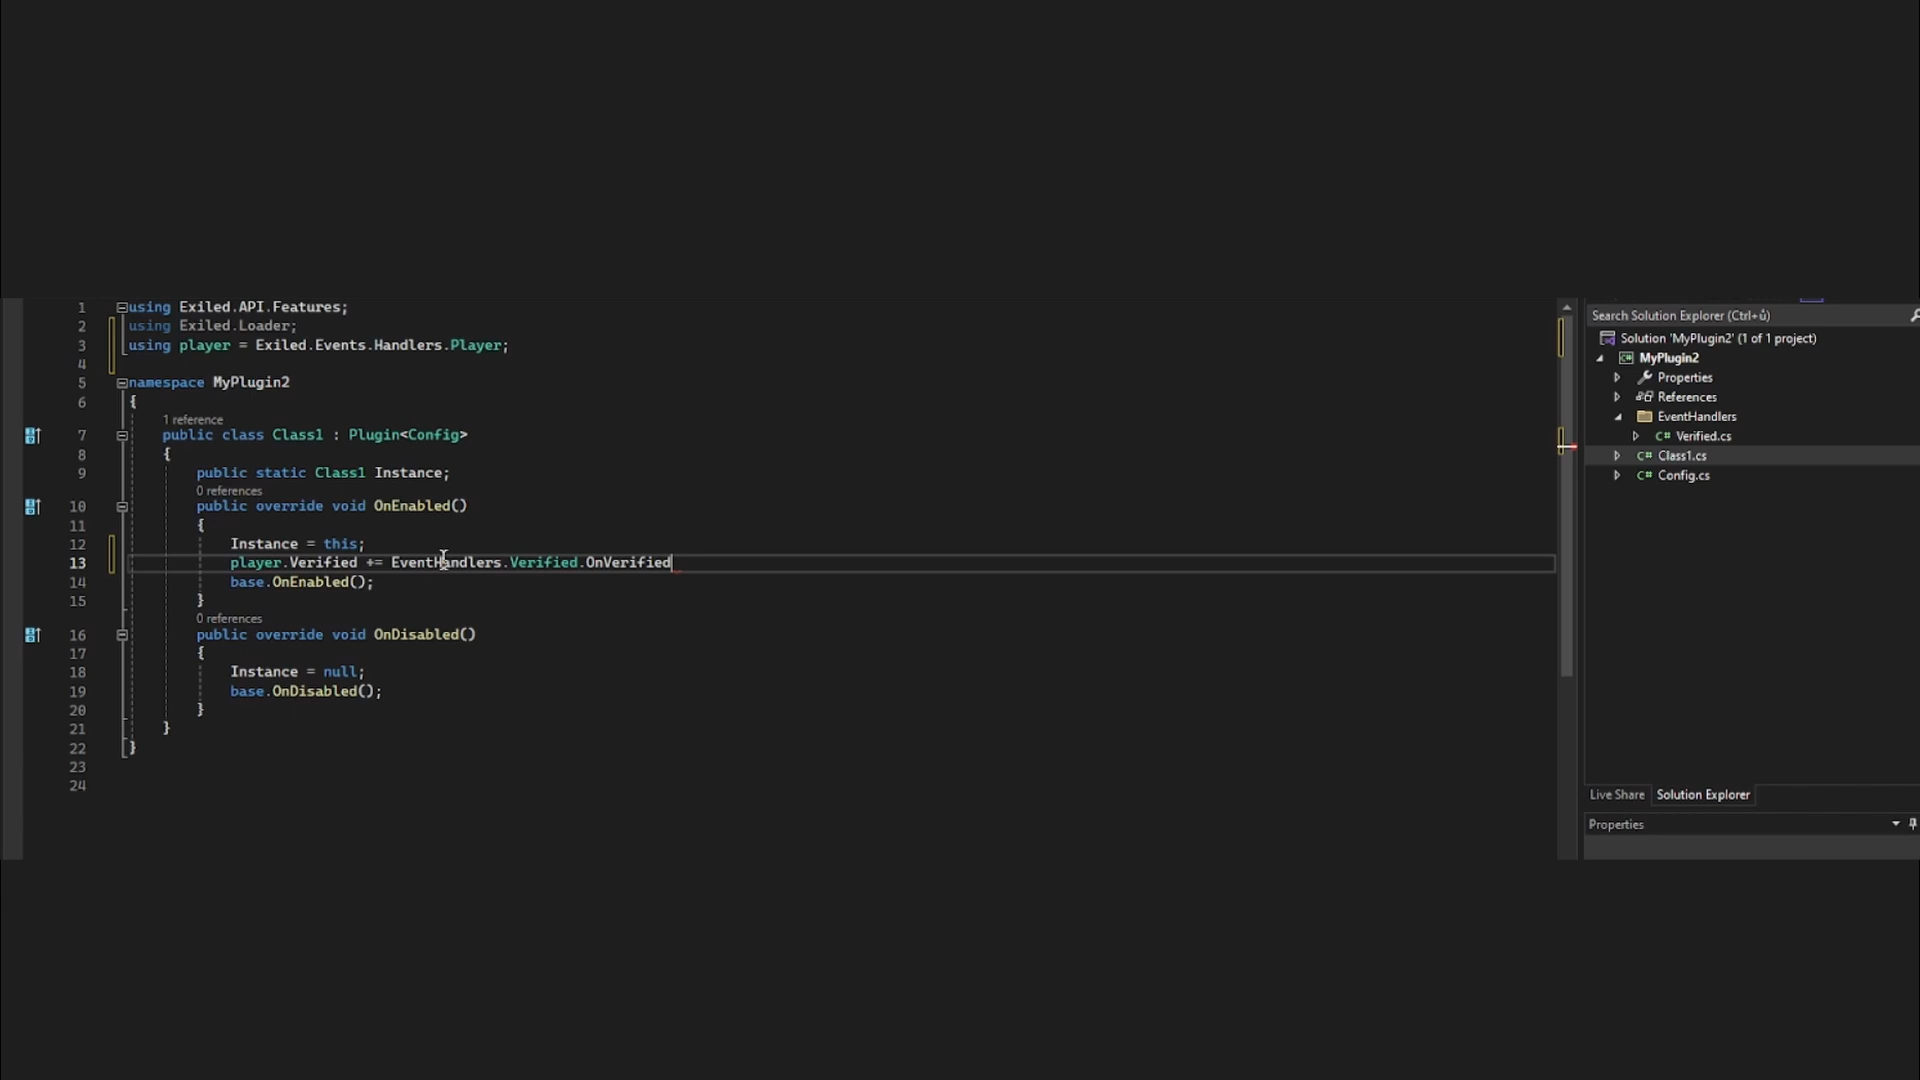 1 using Exiled.API.Features;
2 using Exiled.Loader;
3 using player = Exiled.Events.Handlers.Player;
4
5 namespace MyPlugin2
6 {
1 reference
7 public class Class1 : Plugin<Config>
8 {
9 public static Class1 Instance;
0 references
10 public override void OnEnabled()
11 {
12 Instance = this;
13 player.Verified += EventHandlers.Verified.OnVerified
14 base.OnEnabled();
15 }
0 references
16 public override void OnDisabled()
17 {
18 Instance = null;
19 base.OnDisabled();
20 }
21 }
22 }
23
24
Search Solution Explorer (Ctrl+ů)
Solution 'MyPlugin2' (1 of 1 project)
C# MyPlugin2
Properties
References
EventHandlers
C# Verified.cs
C# Class1.cs
C# Config.cs
Live Share Solution Explorer
Properties